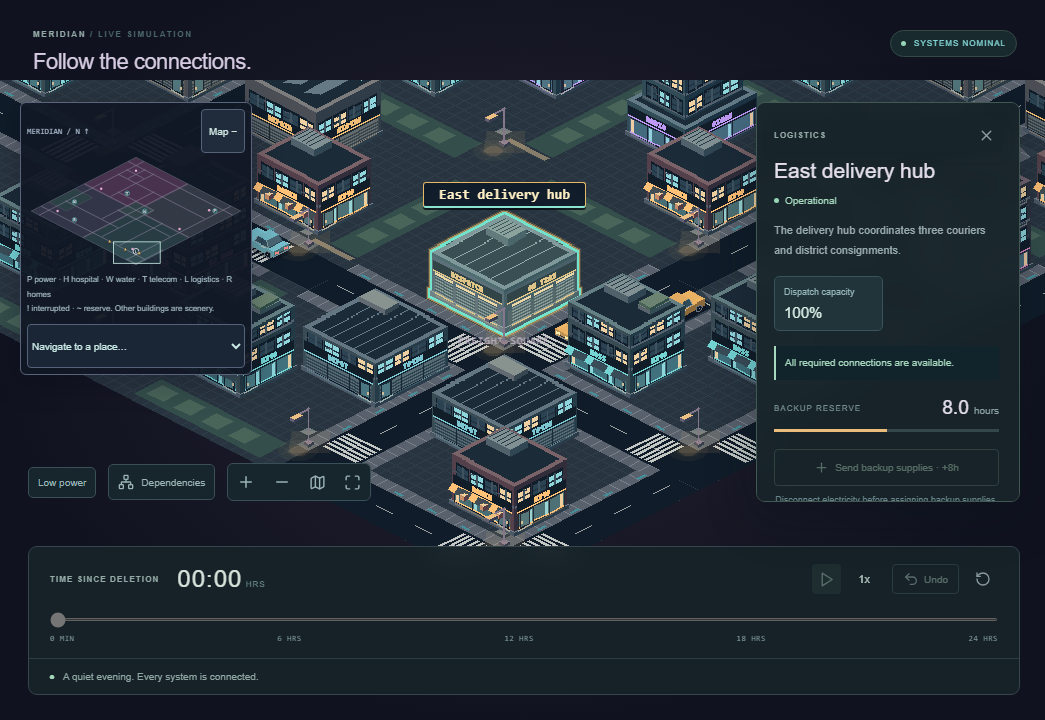 MERIDIAN / LIVE SIMULATION
Follow the connections.
SYSTEMS NOMINAL
MERIDIAN / N ↑
Map −
P power · H hospital · W water · T telecom · L logistics · R
homes
! interrupted · ~ reserve. Other buildings are scenery.
Navigate to a place...
East delivery hub
DISPATCH
ON TIME
LOGISTICS
East delivery hub
Operational
The delivery hub coordinates three couriers
and district consignments.
Dispatch capacity
100%
All required connections are available.
BACKUP RESERVE
8.0 hours
Send backup supplies · +8h
Disconnect electricity before assigning backup supplies
Low power
Dependencies
TIME SINCE DELETION
00:00 HRS
1x
Undo
0 MIN
6 HRS
12 HRS
18 HRS
24 HRS
A quiet evening. Every system is connected.